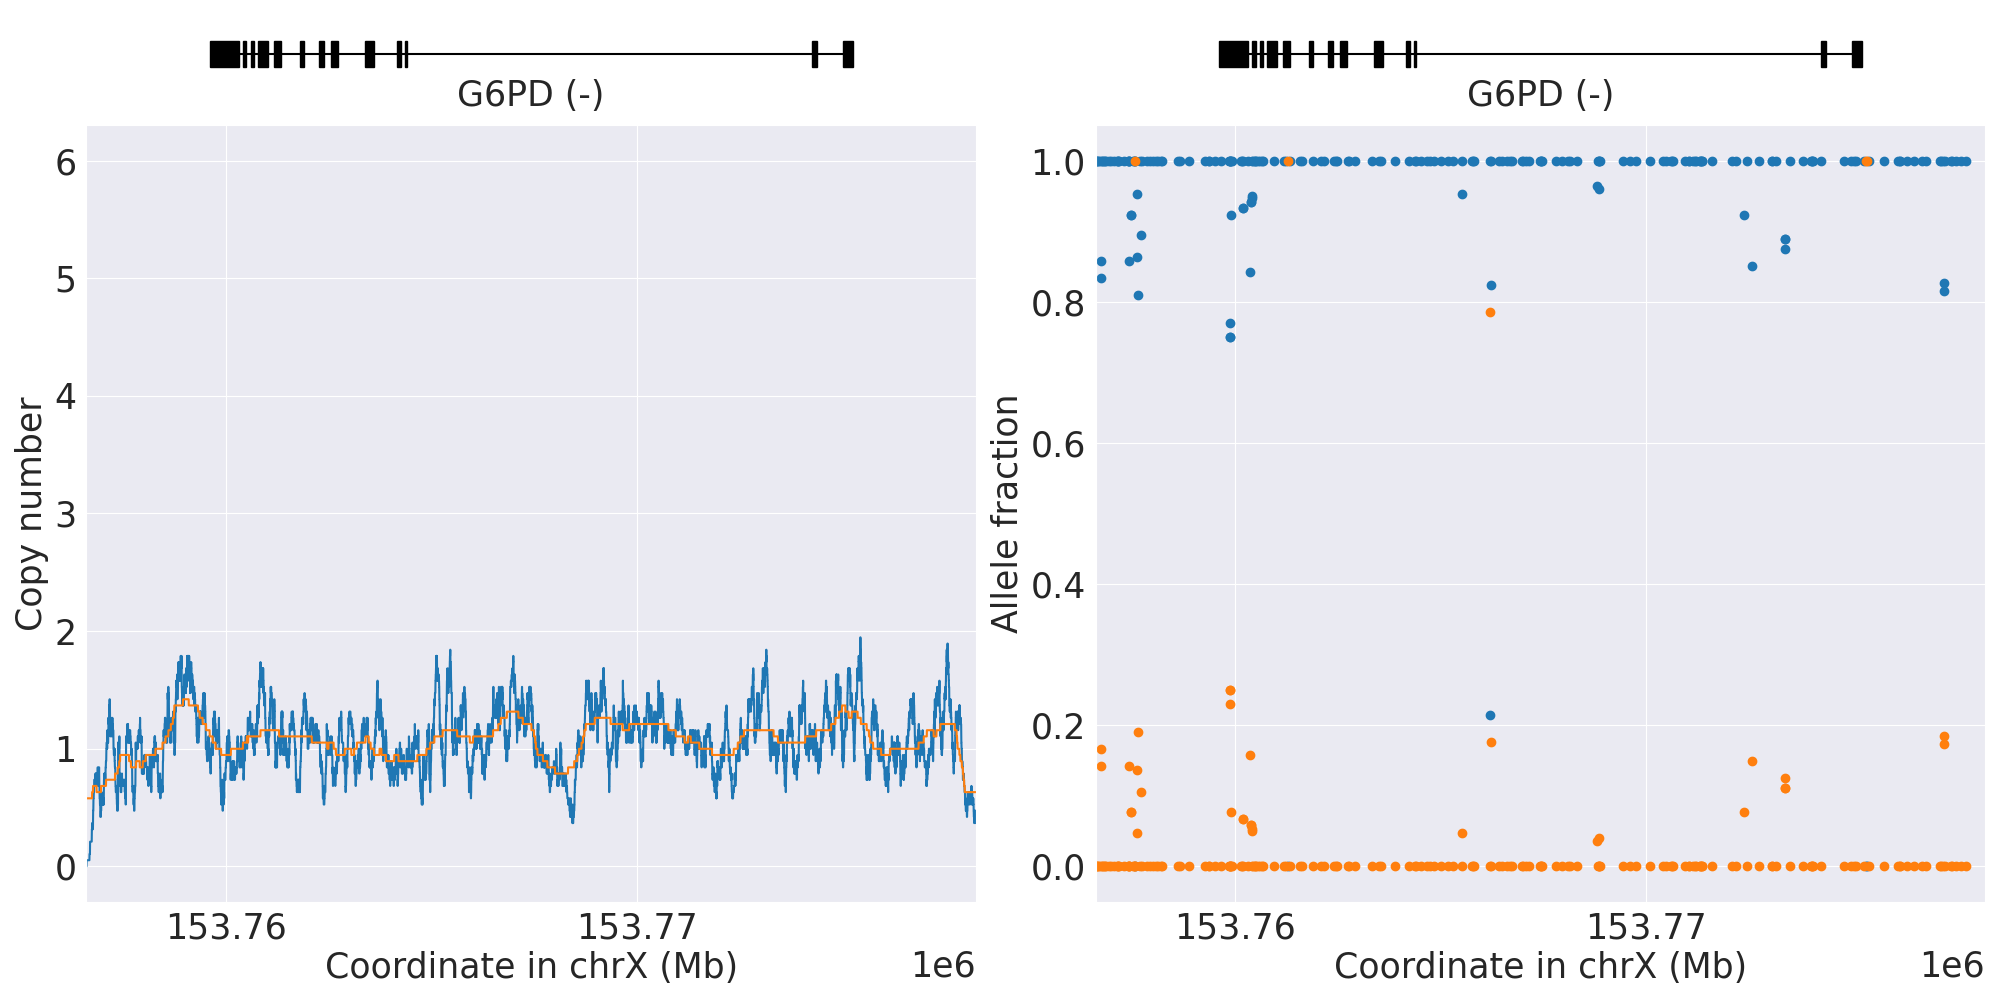 G6PD (-)
6
5
4
3
2
1
0
Copy number
153.76
153.77
Coordinate in chrX (Mb)
1e6
G6PD (-)
1.0
0.8
0.6
0.4
0.2
0.0
Allele fraction
153.76
153.77
Coordinate in chrX (Mb)
1e6